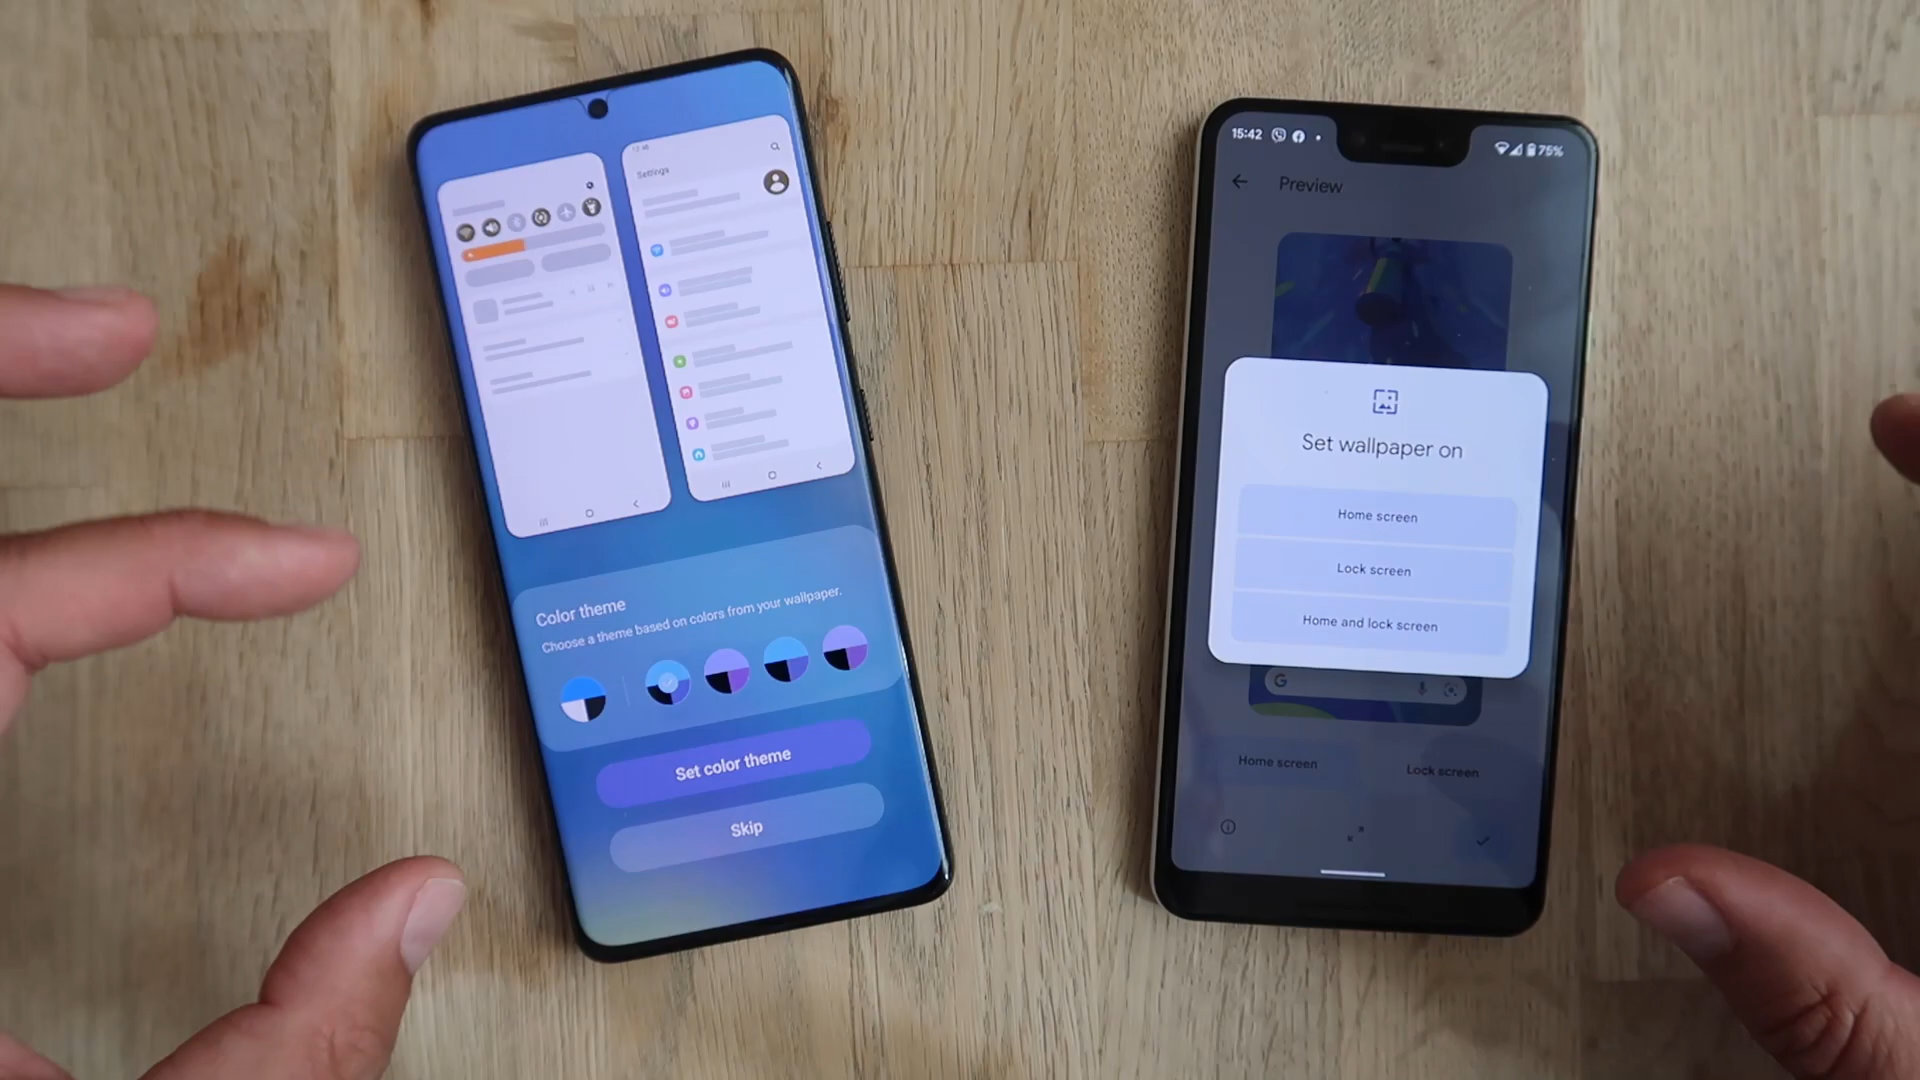 Settings
Color theme
Choose a theme based on colors from your wallpaper.
Set color theme
Skip
15:42
75%
Preview
Set wallpaper on
Home screen
Lock screen
Home and lock screen
G
Home screen
Lock screen